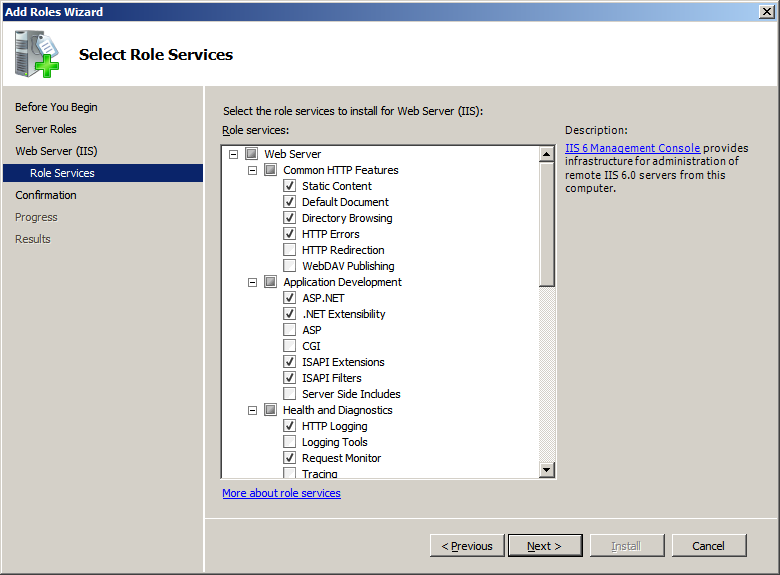 Add Roles Wizard
Select Role Services
Before You Begin
Server Roles
Web Server (IIS)
Role Services
Confirmation
Progress
Results
Select the role services to install for Web Server (IIS):
Role services:
Web Server
Common HTTP Features
Static Content
Default Document
Directory Browsing
HTTP Errors
HTTP Redirection
WebDAV Publishing
Application Development
ASP.NET
.NET Extensibility
ASP
CGI
ISAPI Extensions
ISAPI Filters
Server Side Includes
Health and Diagnostics
HTTP Logging
Logging Tools
Request Monitor
Tracing
More about role services
Description:
IIS 6 Management Console provides
infrastructure for administration of
remote IIS 6.0 servers from this
computer.
< Previous
Next >
Install
Cancel